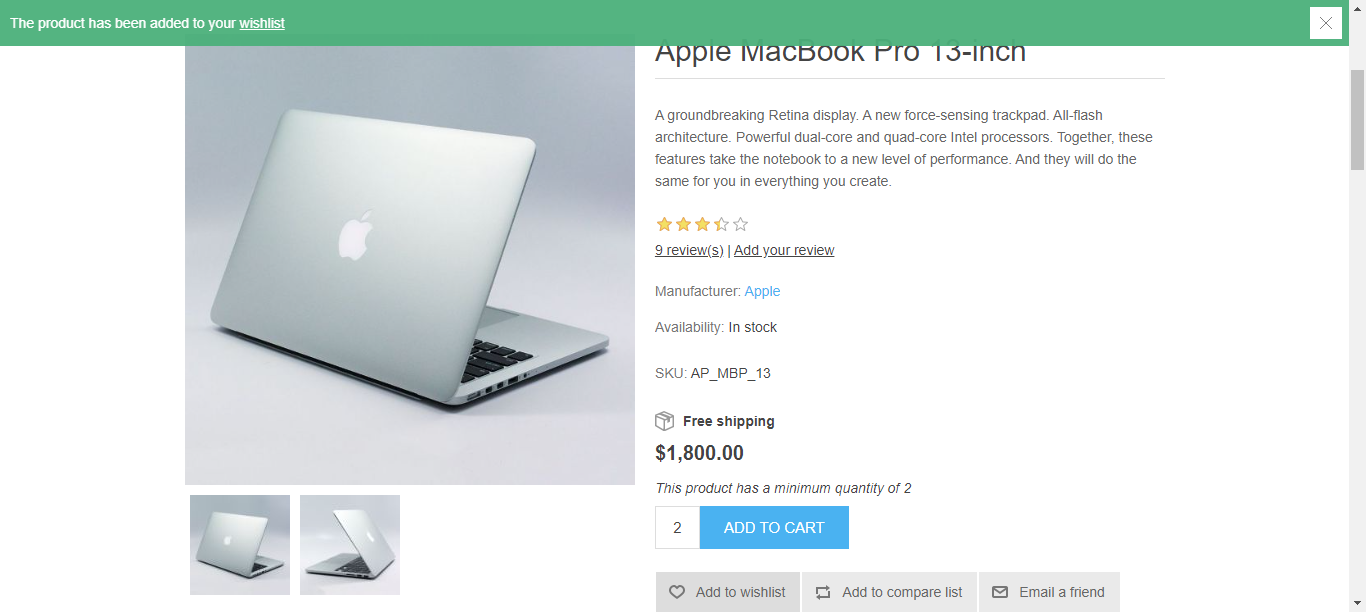 The product has been added to your wishlist
Apple MacBook Pro 13-inch
A groundbreaking Retina display. A new force-sensing trackpad. All-flash
architecture. Powerful dual-core and quad-core Intel processors. Together, these
features take the notebook to a new level of performance. And they will do the
same for you in everything you create.
9 review(s) | Add your review
Manufacturer: Apple
Availability: In stock
SKU: AP_MBP_13
Free shipping
$1,800.00
This product has a minimum quantity of 2
2 ADD TO CART
Add to wishlist Add to compare list Email a friend